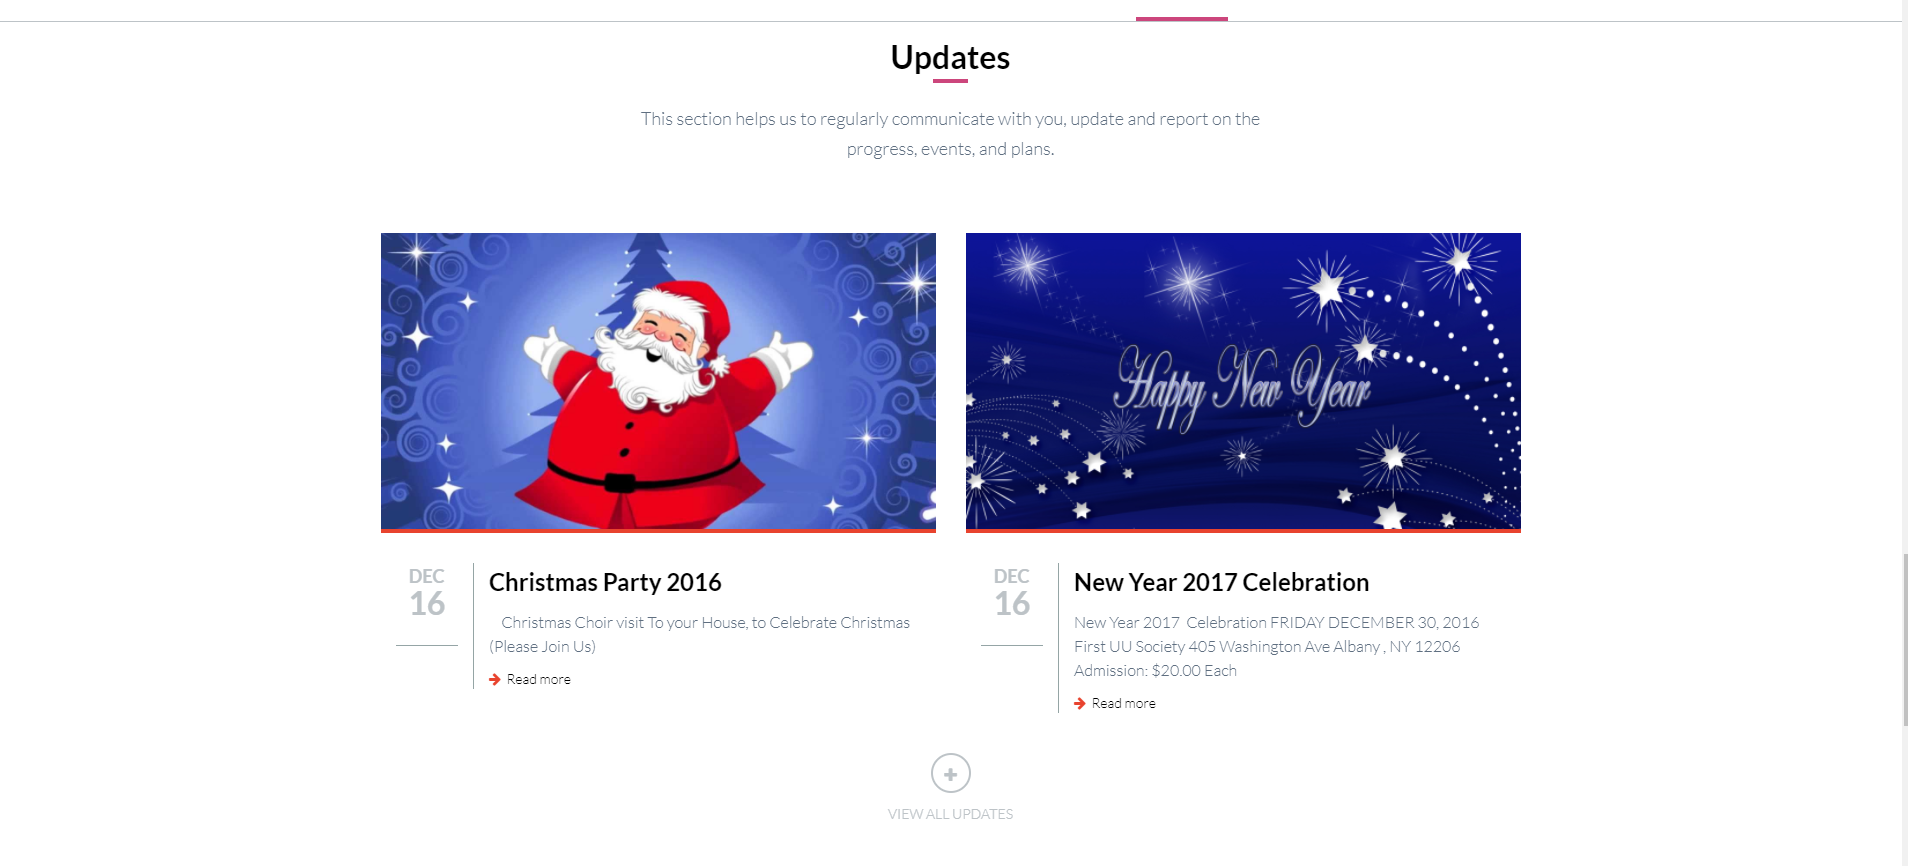 Updates
This section helps us to regularly communicate with you, update and report on the
progress, events, and plans.
Happy New Year
DEC
16
Christmas Party 2016
Christmas Choir visit To your House, to Celebrate Christmas
(Please Join Us)
Read more
DEC
16
New Year 2017 Celebration
New Year 2017  Celebration FRIDAY DECEMBER 30, 2016
First UU Society 405 Washington Ave Albany , NY 12206
Admission: $20.00 Each
Read more
VIEW ALL UPDATES